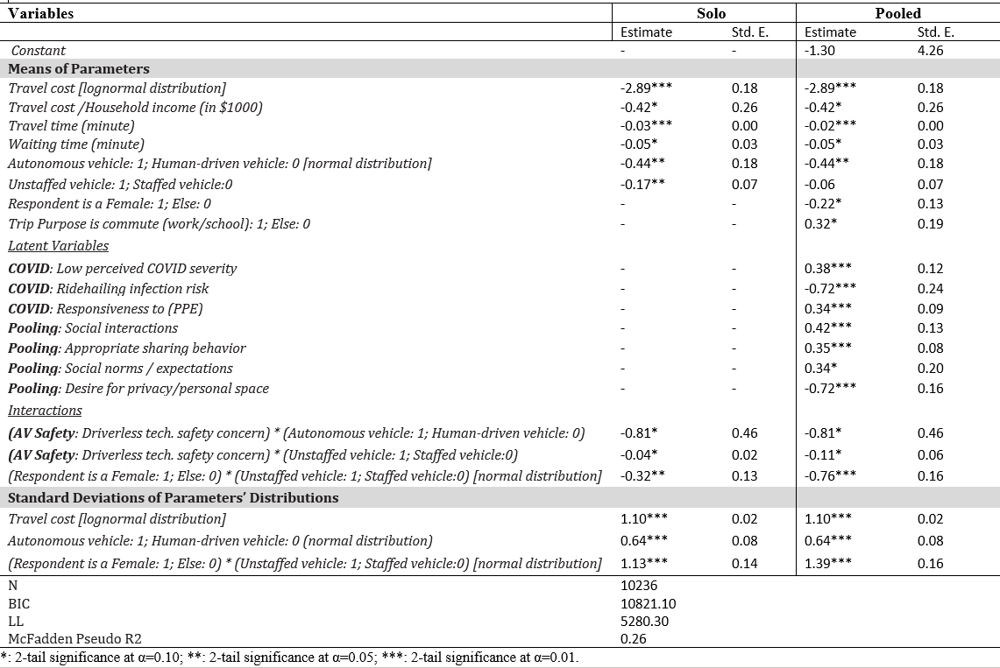 Variables Solo Pooled
Estimate Std. E. Estimate Std. E.
Constant - - -1.30 4.26
Means of Parameters
Travel cost [lognormal distribution] -2.89*** 0.18 -2.89*** 0.18
Travel cost /Household income (in $1000) -0.42* 0.26 -0.42* 0.26
Travel time (minute) -0.03*** 0.00 -0.02*** 0.00
Waiting time (minute) -0.05* 0.03 -0.05* 0.03
Autonomous vehicle: 1; Human-driven vehicle: 0 [normal distribution] -0.44** 0.18 -0.44** 0.18
Unstaffed vehicle: 1; Staffed vehicle:0 -0.17** 0.07 -0.06 0.07
Respondent is a Female: 1; Else: 0 - - -0.22* 0.13
Trip Purpose is commute (work/school): 1; Else: 0 - - 0.32* 0.19
Latent Variables
COVID: Low perceived COVID severity - - 0.38*** 0.12
COVID: Ridehailing infection risk - - -0.72*** 0.24
COVID: Responsiveness to (PPE) - - 0.34*** 0.09
Pooling: Social interactions - - 0.42*** 0.13
Pooling: Appropriate sharing behavior - - 0.35*** 0.08
Pooling: Social norms / expectations - - 0.34* 0.20
Pooling: Desire for privacy/personal space - - -0.72*** 0.16
Interactions
(AV Safety: Driverless tech. safety concern) * (Autonomous vehicle: 1; Human-driven vehicle: 0) -0.81* 0.46 -0.81* 0.46
(AV Safety: Driverless tech. safety concern) * (Unstaffed vehicle: 1; Staffed vehicle:0) -0.04* 0.02 -0.11* 0.06
(Respondent is a Female: 1; Else: 0) * (Unstaffed vehicle: 1; Staffed vehicle:0) [normal distribution] -0.32** 0.13 -0.76*** 0.16
Standard Deviations of Parameters' Distributions
Travel cost [lognormal distribution] 1.10*** 0.02 1.10*** 0.02
Autonomous vehicle: 1; Human-driven vehicle: 0 (normal distribution) 0.64*** 0.08 0.64*** 0.08
(Respondent is a Female: 1; Else: 0) * (Unstaffed vehicle: 1; Staffed vehicle:0) [normal distribution] 1.13*** 0.14 1.39*** 0.16
N 10236
BIC 10821.10
LL 5280.30
McFadden Pseudo R2 0.26
*: 2-tail significance at α=0.10; **: 2-tail significance at α=0.05; ***: 2-tail significance at α=0.01.